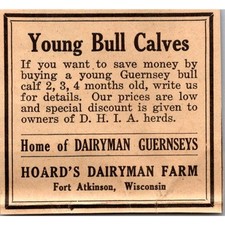 Young Bull Calves
If you want to save money by
buying a young Guernsey bull
calf 2, 3, 4 months old, write us
for details. Our prices are low
and special discount is given to
owners of D. H. I. A. herds.
Home of DAIRYMAN GUERNSEYS
HOARD'S DAIRYMAN FARM
Fort Atkinson, Wisconsin